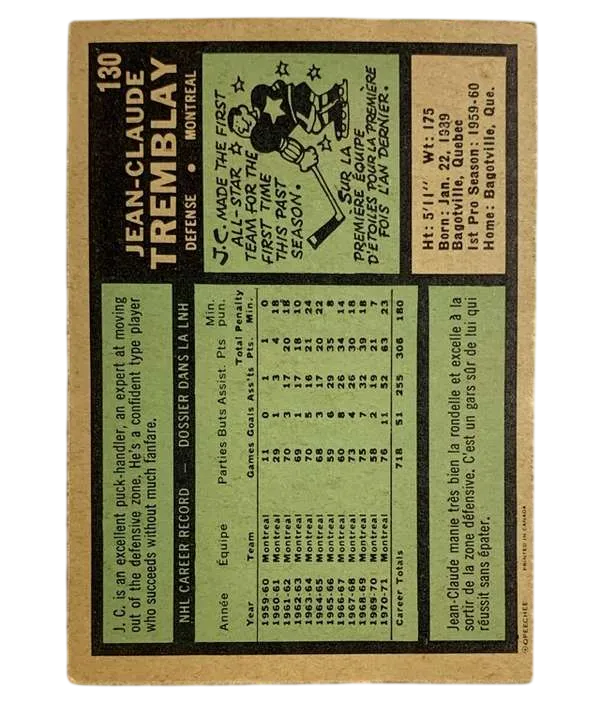 130
JEAN-CLAUDE
TREMBLAY
DEFENSE • MONTREAL
J.C. MADE THE FIRST
ALL-STAR
TEAM FOR THE
FIRST TIME
THIS PAST
SEASON.
SUR LA
PREMIÈRE ÉQUIPE
D'ÉTOILES POUR LA PREMIÈRE
FOIS L'AN DERNIER.
Ht: 5'11" Wt: 175
Born: Jan. 22, 1939
Bagotville, Quebec
1st Pro Season: 1959-60
Home: Bagotville, Que.
J. C. is an excellent puck-handler, an expert at moving
out of the defensive zone. He's a confident type player
who succeeds without much fanfare.
NHL CAREER RECORD — DOSSIER DANS LA LNH
Année Équipe Parties Buts Assist. Pts Min. pun.
Year Team Games Goals Ass'ts Total Pts. Penalty Min.
1959-60 Montreal 11 0 1 1 0
1960-61 Montreal 29 1 3 4 18
1961-62 Montreal 70 3 17 20 18
1962-63 Montreal 69 1 17 18 10
1963-64 Montreal 70 5 16 21 24
1964-65 Montreal 68 3 17 20 22
1965-66 Montreal 59 6 29 35 8
1966-67 Montreal 60 8 26 34 14
1967-68 Montreal 73 4 26 30 18
1968-69 Montreal 75 7 32 39 18
1969-70 Montreal 58 2 19 21 7
1970-71 Montreal 76 11 52 63 23
Career Totals 718 51 255 306 180
Jean-Claude manie très bien la rondelle et excelle à la
sortir de la zone défensive. C'est un gars sûr de lui qui
réussit sans épater.
© OPEECHEE PRINTED IN CANADA